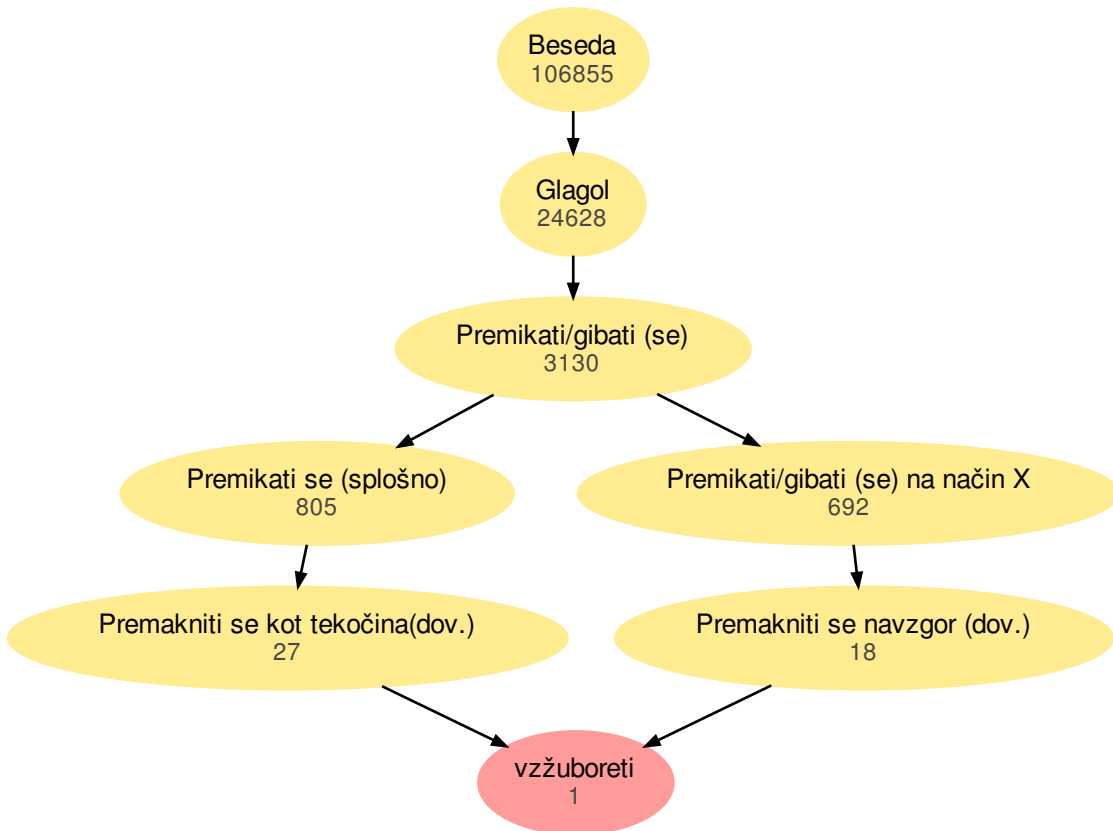 Beseda
106855
Glagol
24628
Premikati/gibati (se)
3130
Premikati se (splošno)
805
Premikati/gibati (se) na način X
692
Premakniti se kot tekočina(dov.)
27
Premakniti se navzgor (dov.)
18
vzžuboreti
1